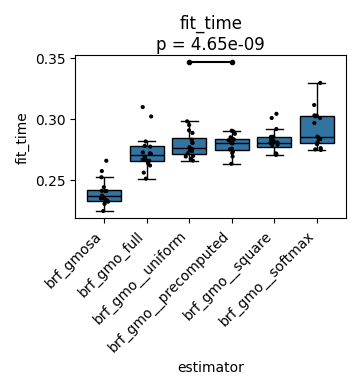 fit_time
p = 4.65e-09
0.35
0.30
0.25
fit_time
brf_gmosa
brf_gmo_full
brf_gmo__uniform
brf_gmo__precomputed
brf_gmo__square
brf_gmo__softmax
estimator